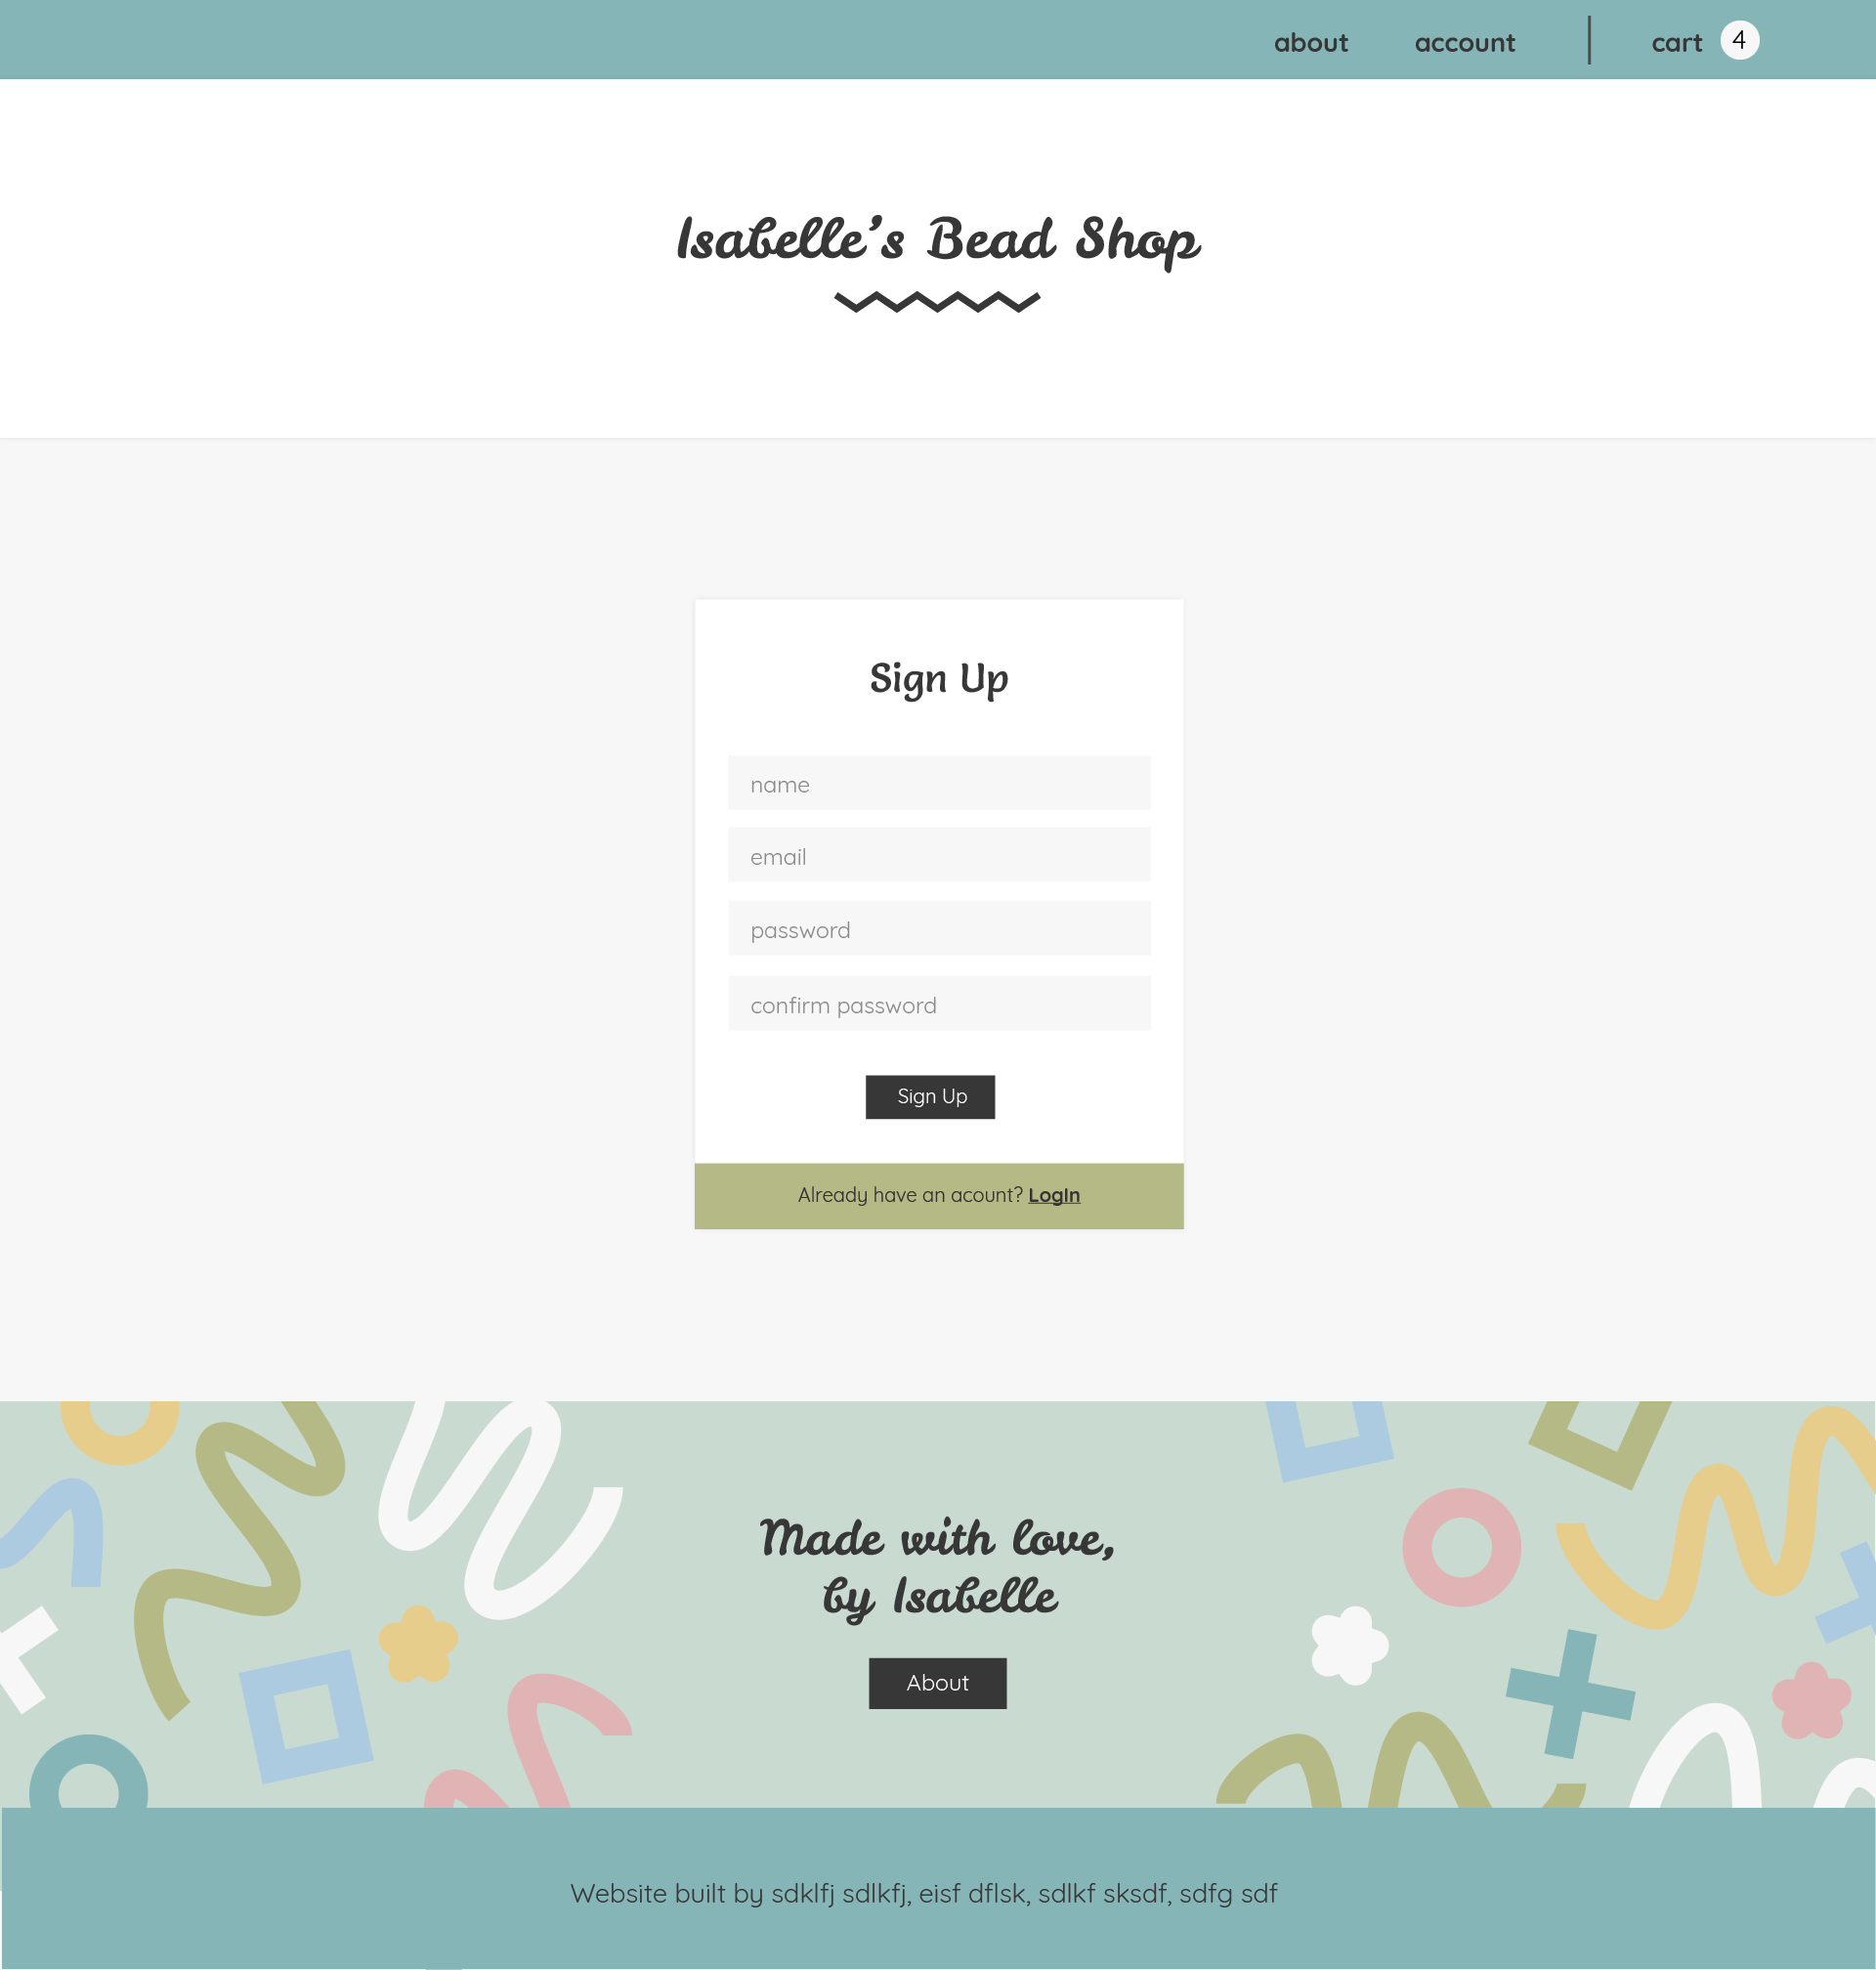 about account cart 4
Isabelle's Bead Shop
Sign Up
name
email
password
confirm password
Sign Up
Already have an acount? LogIn
Made with love,
by Isabelle
About
Website built by sdklfj sdlkfj, eisf dflsk, sdlkf sksdf, sdfg sdf